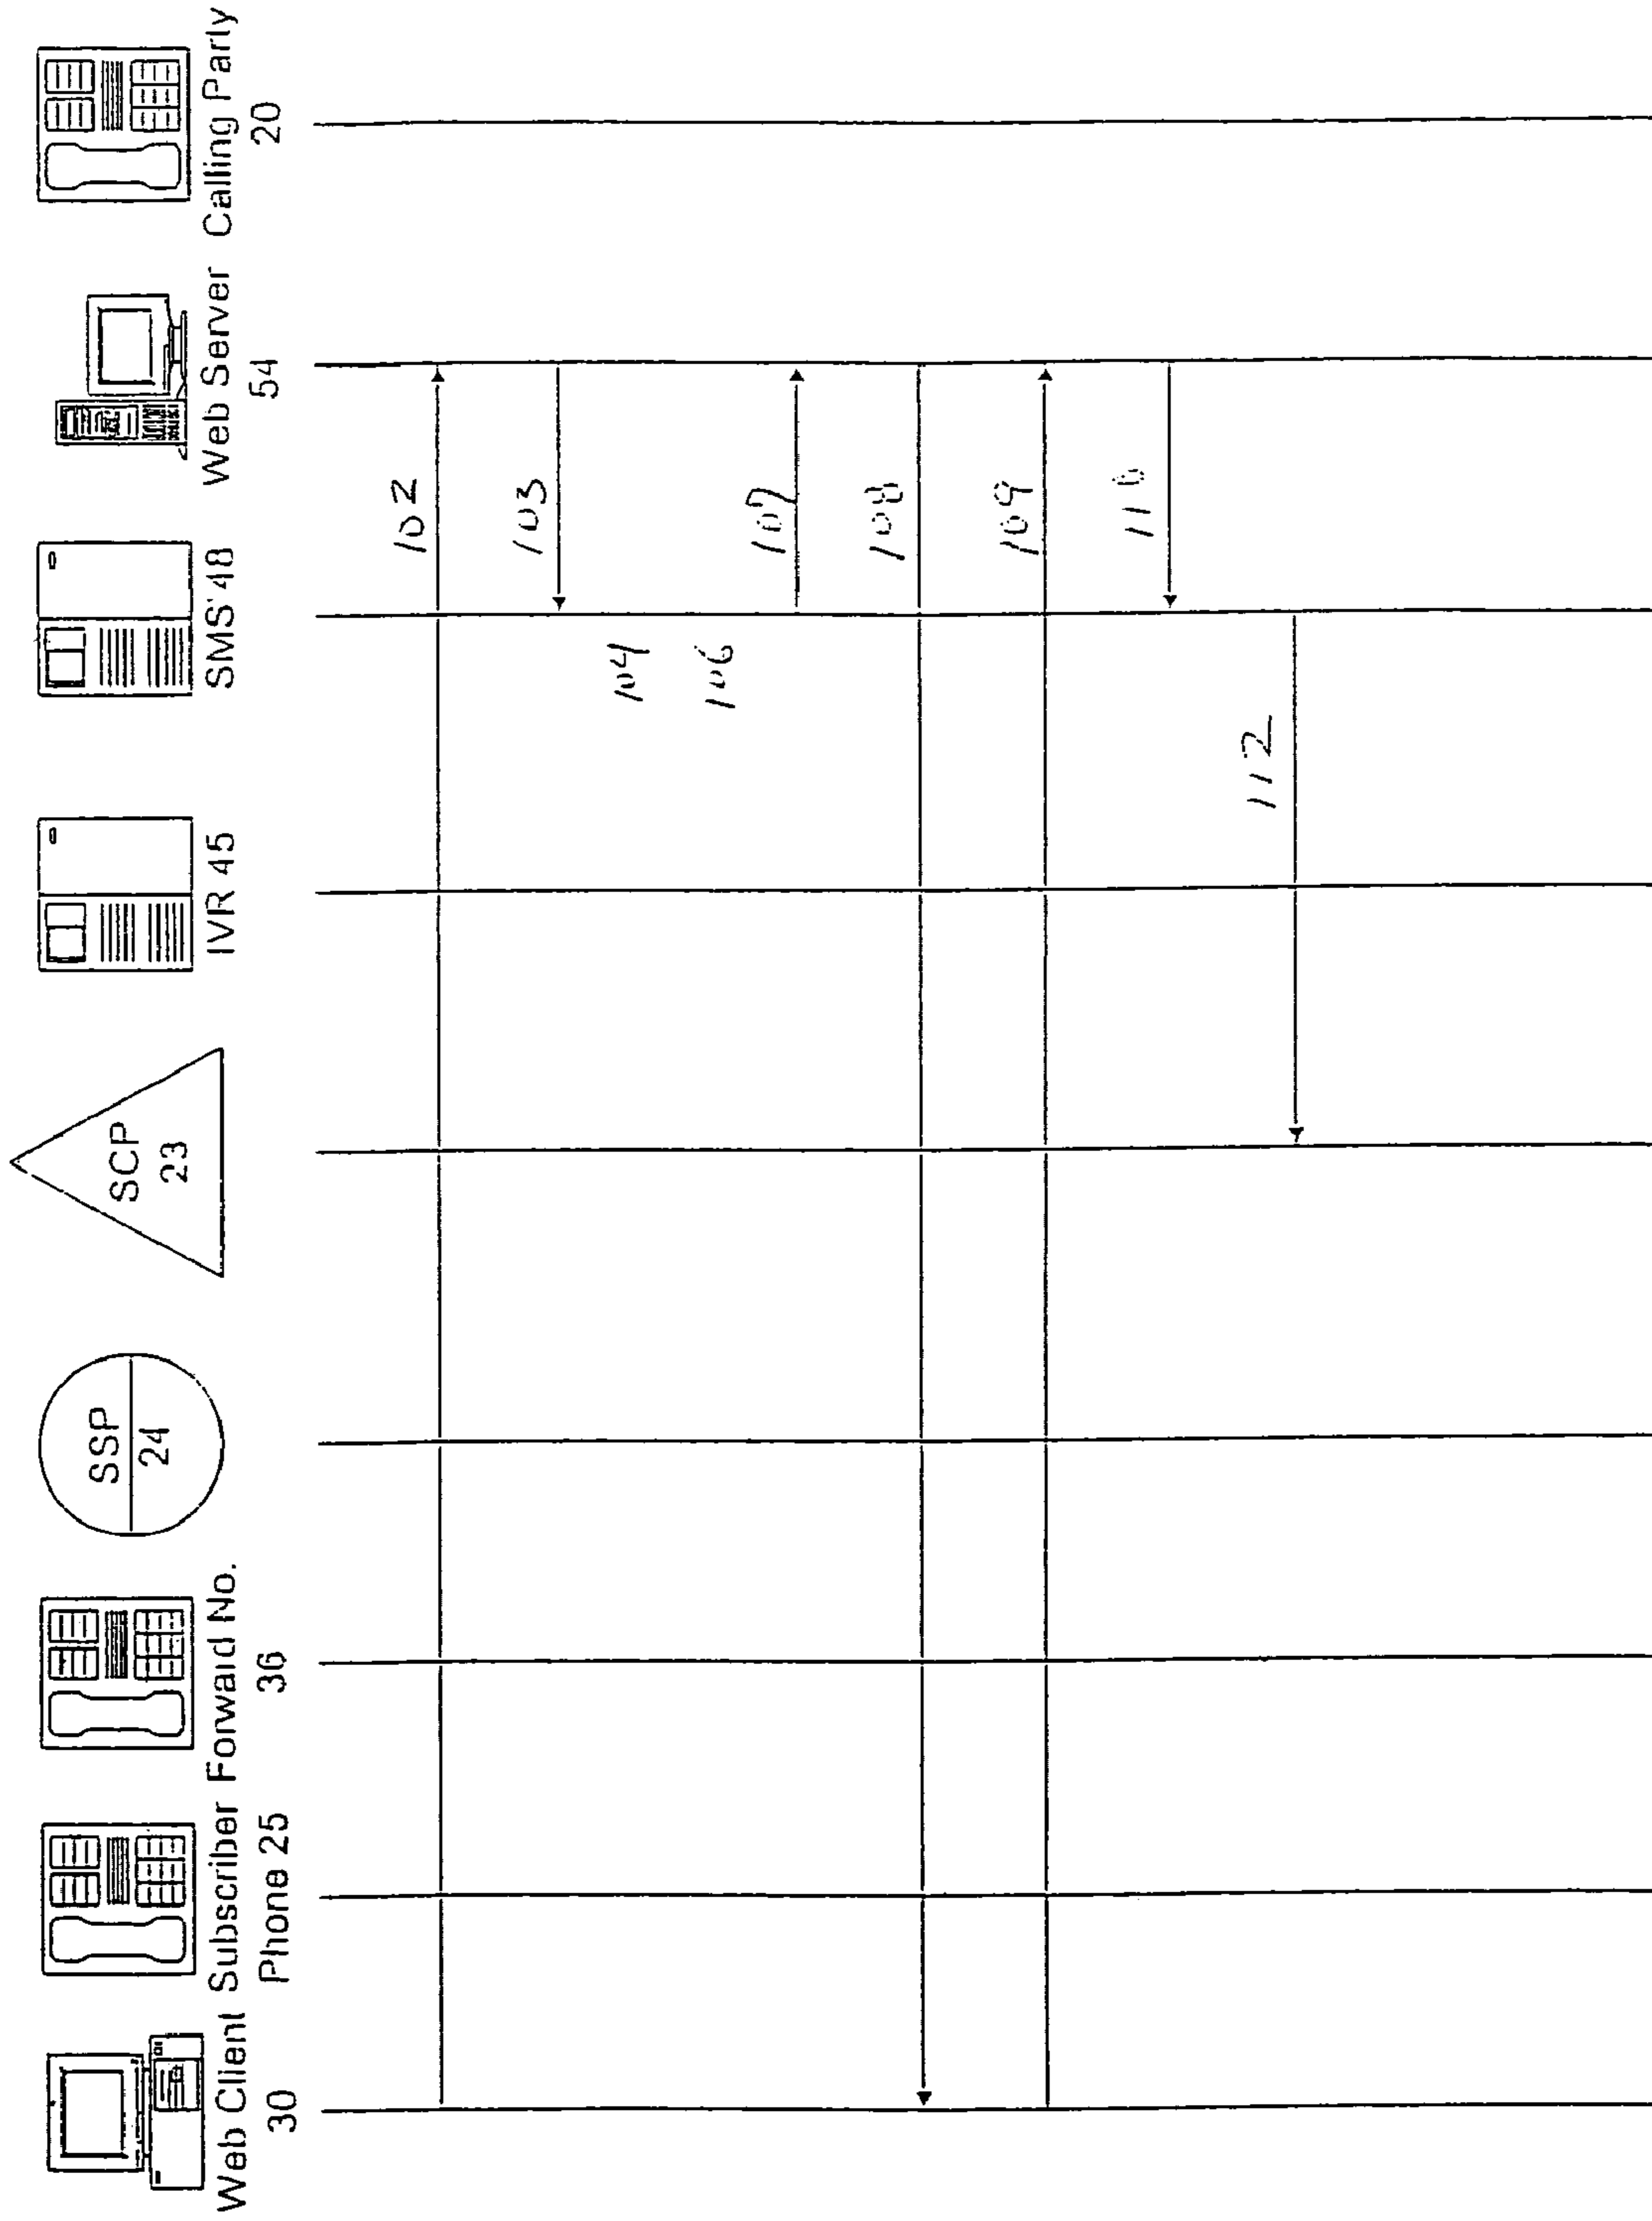 Web Client
30
Subscriber
Phone 25
Forward No.
36
SSP
24
SCP
23
IVR 45
SMS 48
Web Server
54
Calling Party
20
102
103
104
106
107
108
109
110
112